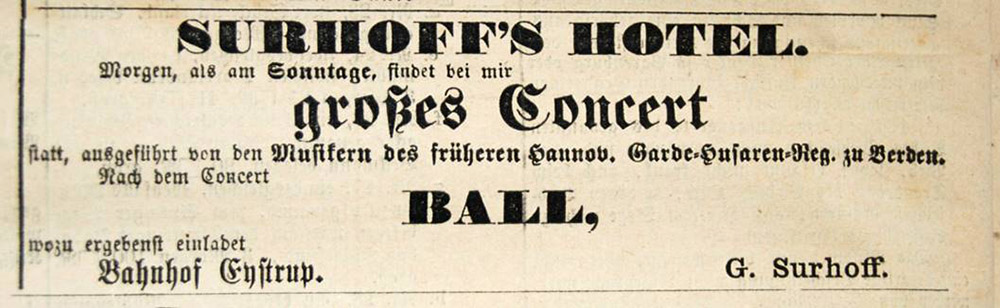 SURHOFF'S HOTEL.
Morgen, als am Sonntage, findet bei mir
großes Concert
statt, ausgeführt von den Musikern des früheren Hannov. Garde-Husaren-Reg. zu Verden.
Nach dem Concert
BALL,
wozu ergebenst einladet
Bahnhof Eystrup. G. Surhoff.